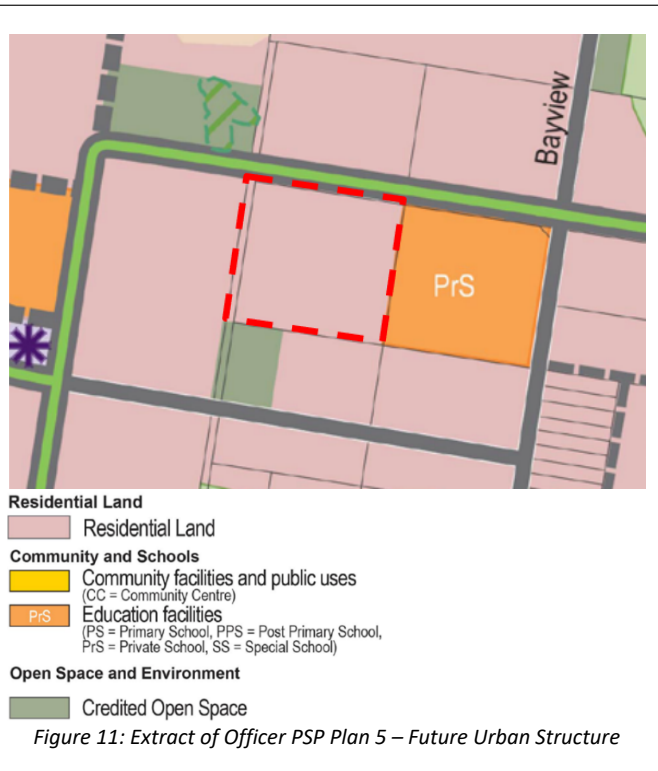 Bayview
PrS
Residential Land
Residential Land
Community and Schools
Community facilities and public uses
(CC = Community Centre)
PrS
Education facilities
(PS = Primary School, PPS = Post Primary School,
PrS = Private School, SS = Special School)
Open Space and Environment
Credited Open Space
Figure 11: Extract of Officer PSP Plan 5 – Future Urban Structure